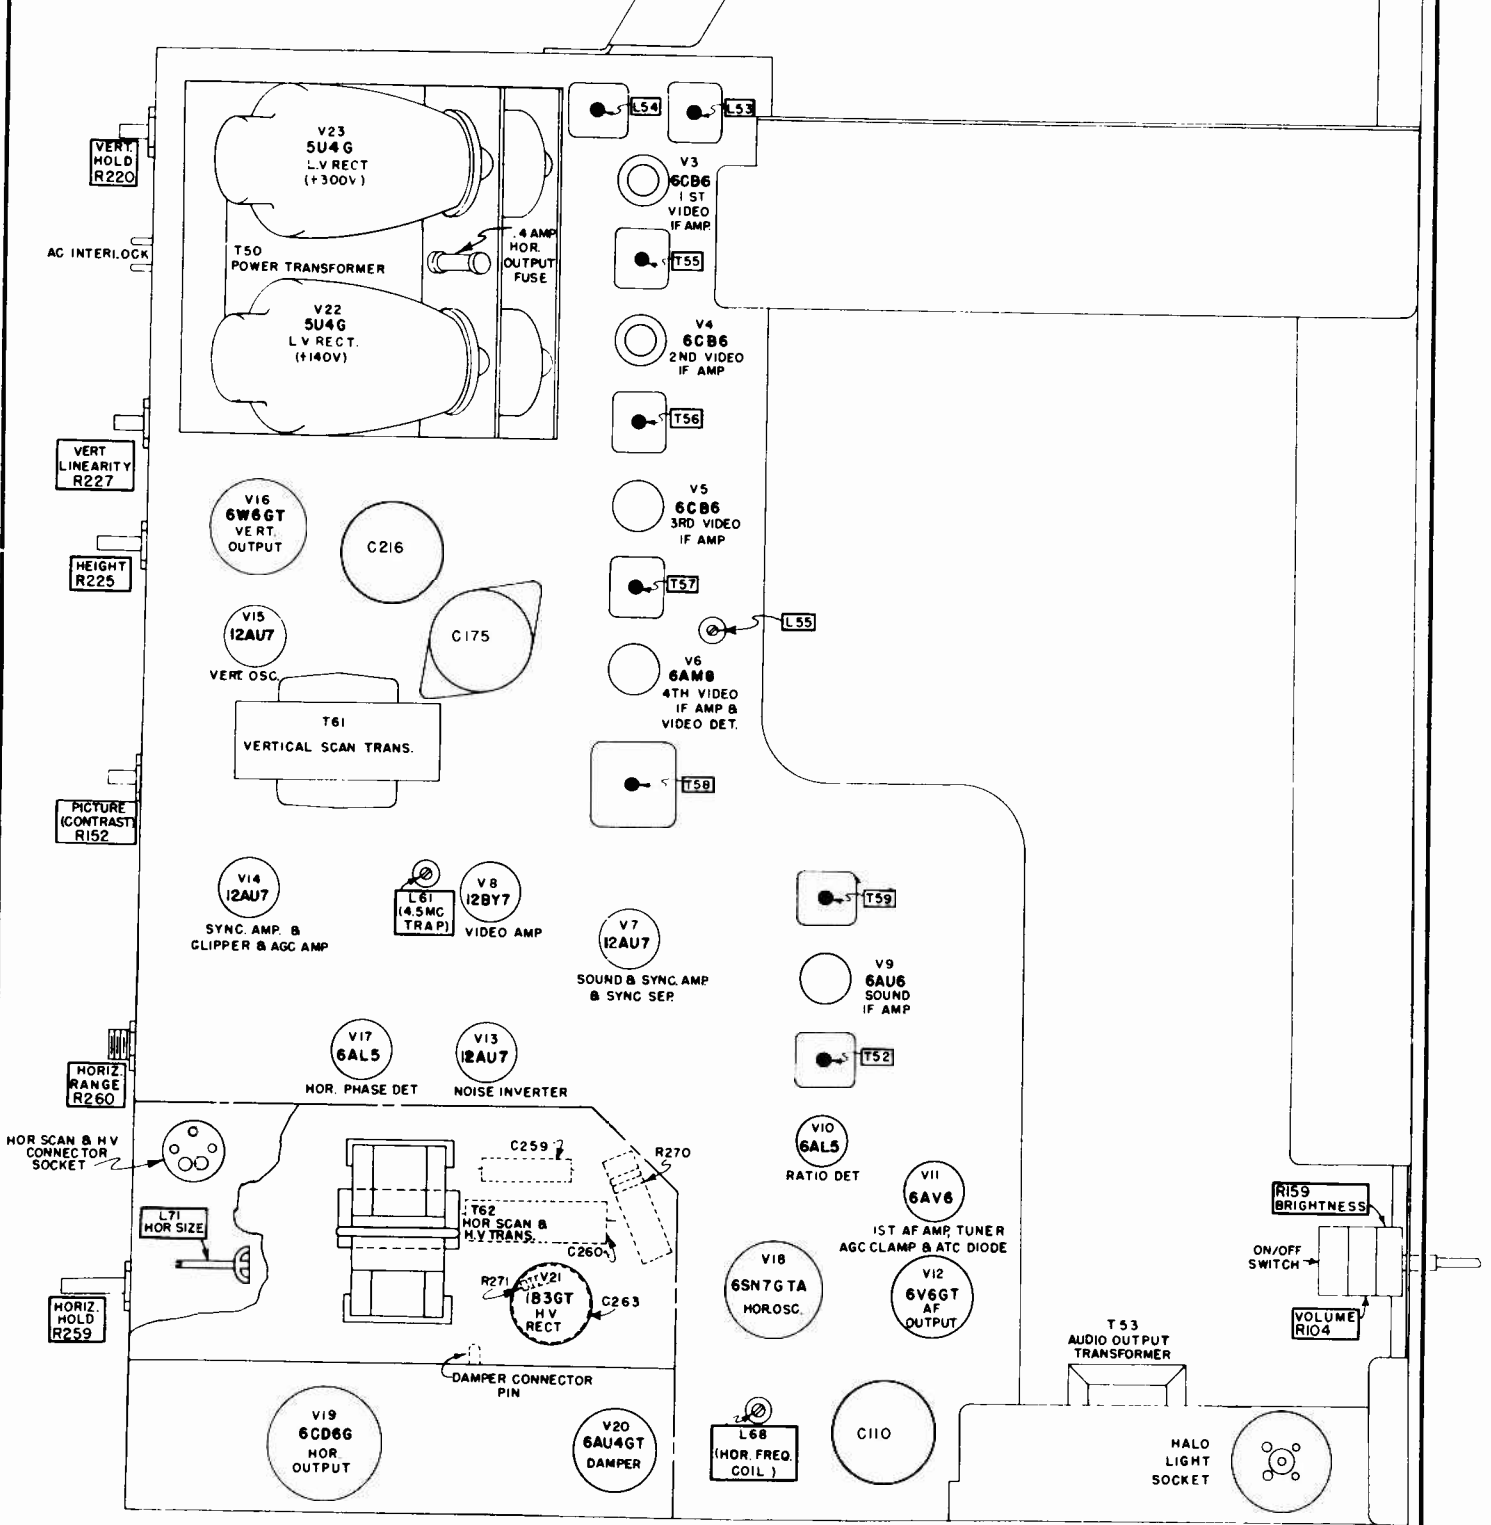 L54
L53
VERT.
HOLD
R220
V23
5U4G
L.V RECT
(+300V)
V3
6CB6
1 ST
VIDEO
IF AMP.
AC INTERLOCK
T50
POWER TRANSFORMER
.4 AMP
HOR.
OUTPUT
FUSE
T55
V22
5U4G
L V RECT.
(+140V)
V4
6CB6
2ND VIDEO
IF AMP
T56
VERT
LINEARITY
R227
V16
6W6GT
VERT.
OUTPUT
C216
V5
6CB6
3RD VIDEO
IF AMP
HEIGHT
R225
T57
V15
12AU7
VERT. OSC.
C175
L55
V6
6AM8
4TH VIDEO
IF AMP &
VIDEO DET.
T61
VERTICAL SCAN TRANS.
T58
PICTURE
(CONTRAST)
R152
V14
12AU7
SYNC. AMP. &
CLIPPER & AGC AMP
L61
(4.5MC
TRAP)
V8
12BY7
VIDEO AMP
V7
12AU7
SOUND & SYNC. AMP.
& SYNC SEP.
T59
V9
6AU6
SOUND
IF AMP
T52
HORIZ.
RANGE
R260
V17
6AL5
HOR. PHASE DET
V13
12AU7
NOISE INVERTER
HOR SCAN & HV
CONNECTOR
SOCKET
C259
R270
V10
6AL5
RATIO DET
V11
6AV6
1ST AF AMP, TUNER
AGC CLAMP & ATC DIODE
L71
HOR SIZE
T62
HOR SCAN &
H.V TRANS.
C260
R159
BRIGHTNESS
ON/OFF
SWITCH
VOLUME
R104
HORIZ.
HOLD
R259
R271
V21
1B3GT
H V
RECT
C263
V18
6SN7GTA
HOR.OSC.
V12
6V6GT
AF
OUTPUT
T53
AUDIO OUTPUT
TRANSFORMER
DAMPER CONNECTOR
PIN
V19
6CD6G
HOR.
OUTPUT
V20
6AU4GT
DAMPER
L68
(HOR. FREQ.
COIL )
C110
HALO
LIGHT
SOCKET